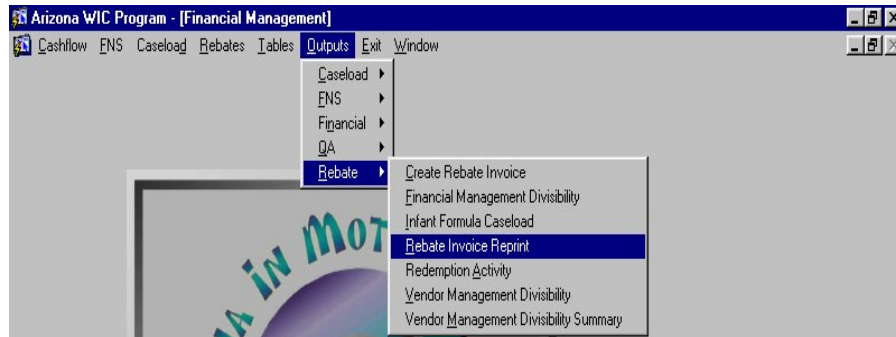 Arizona WIC Program - [Financial Management]
Cashflow FNS Caseload Rebates Tables Outputs Exit Window
Caseload
FNS
Financial
QA
Rebate
Create Rebate Invoice
Financial Management Divisibility
Infant Formula Caseload
Rebate Invoice Reprint
Redemption Activity
Vendor Management Divisibility
Vendor Management Divisibility Summary
IN MOT